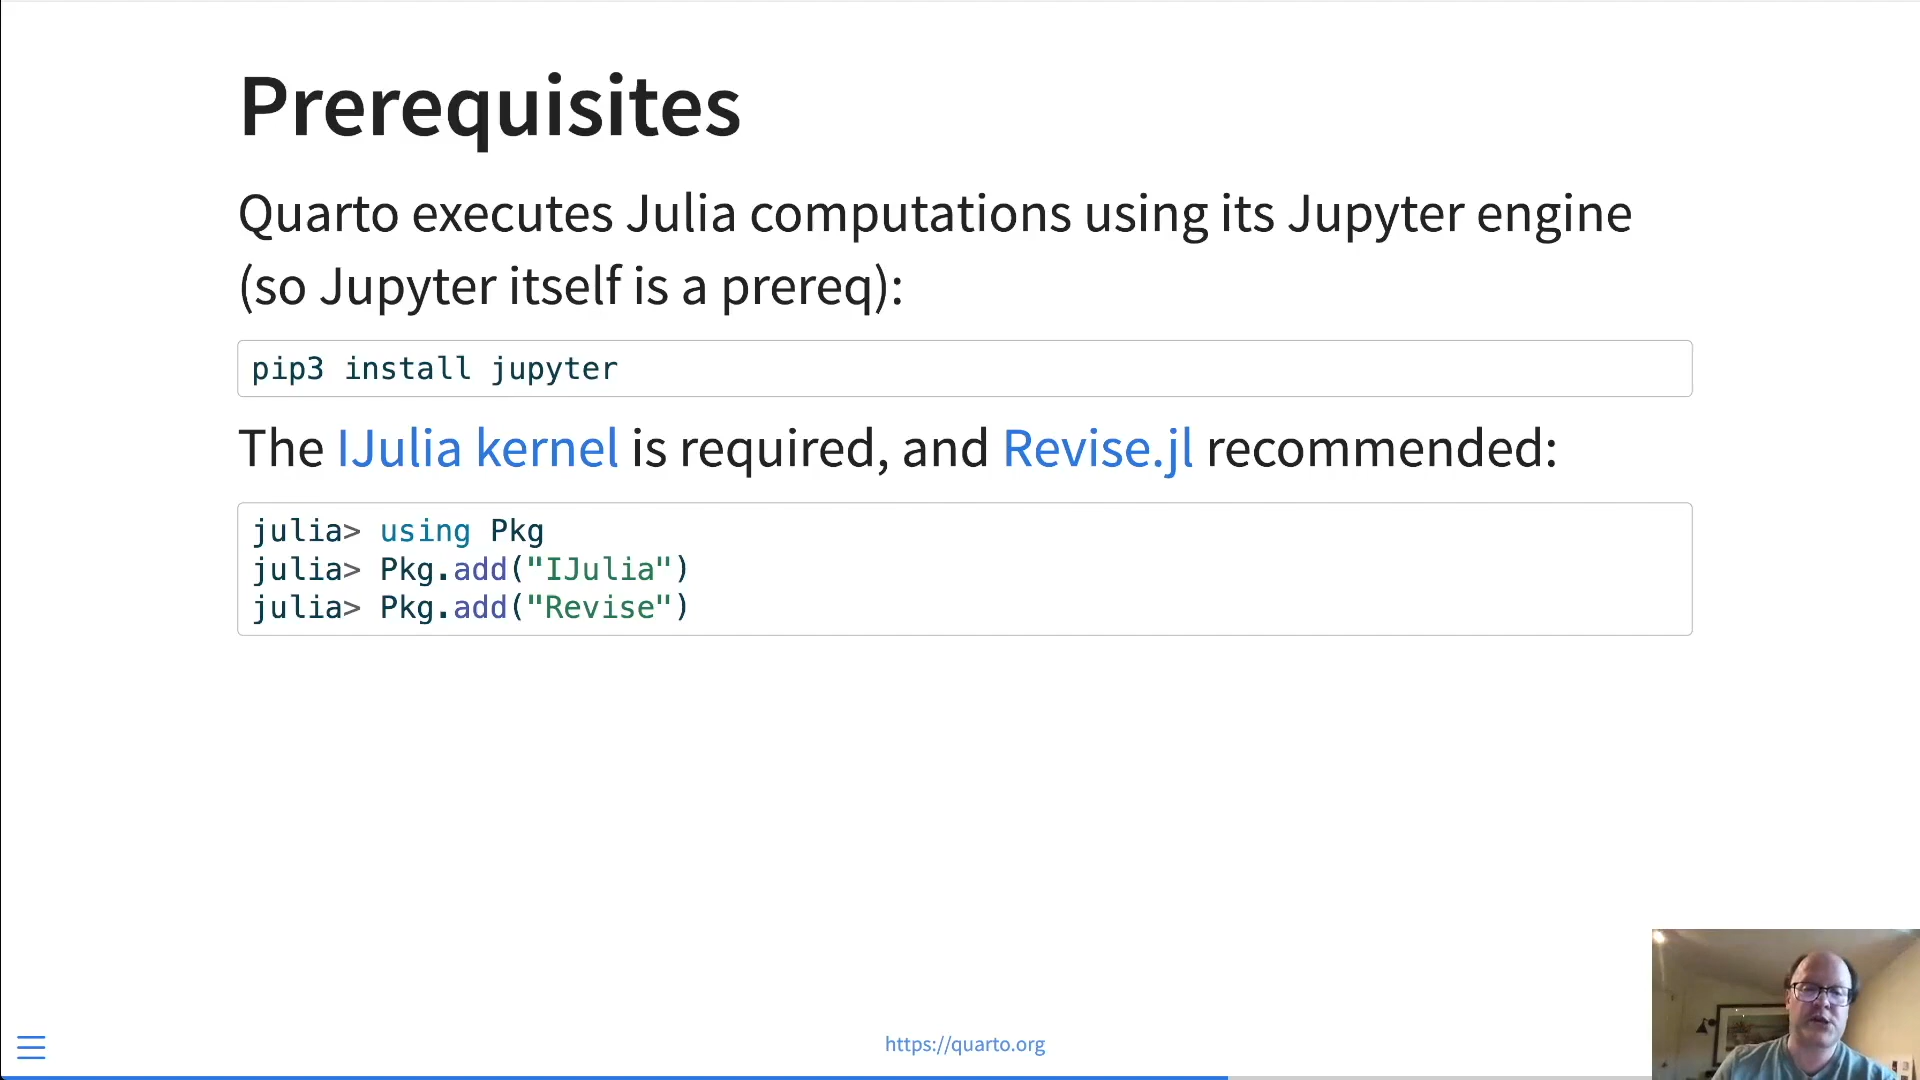 Prerequisites
Quarto executes Julia computations using its Jupyter engine
(so Jupyter itself is a prereq):
pip3 install jupyter
The IJulia kernel is required, and Revise.jl recommended:
julia> using Pkg
julia> Pkg.add("IJulia")
julia> Pkg.add("Revise")
https://quarto.org